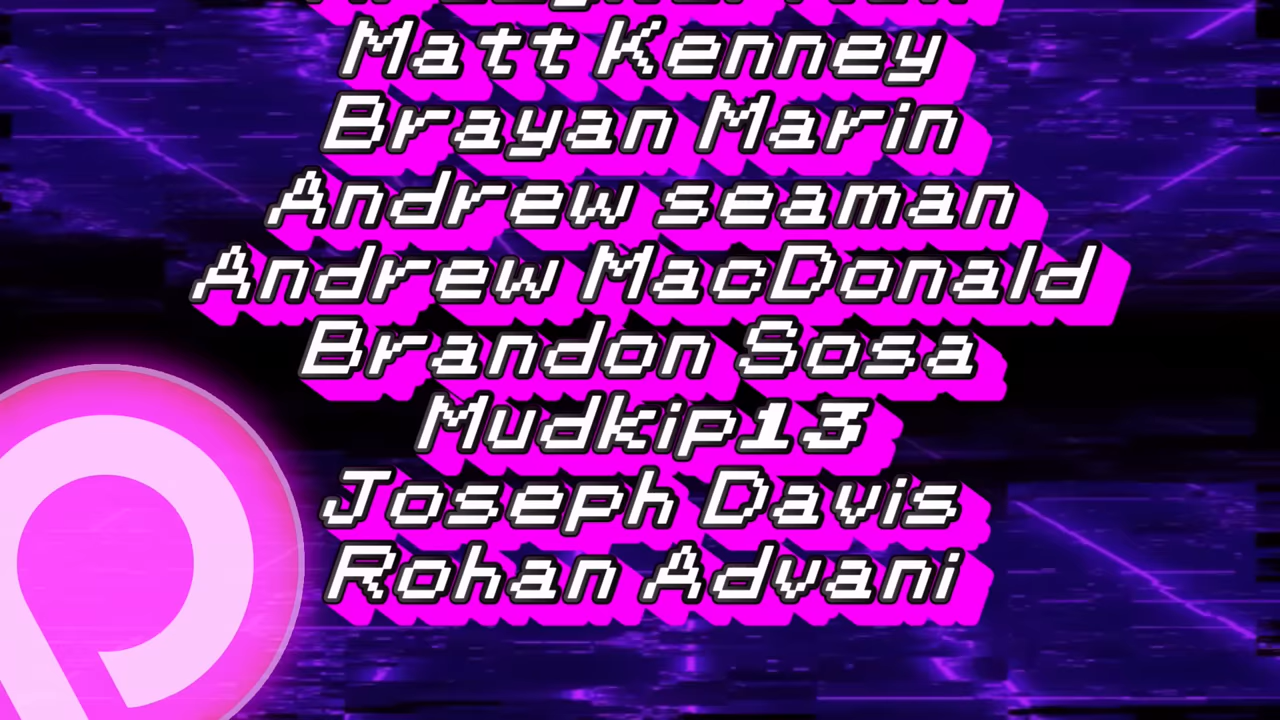 Matt Kenney
Brayan Marin
Andrew seaman
Andrew MacDonald
Brandon Sosa
Mudkip13
Joseph Davis
Rohan Advani